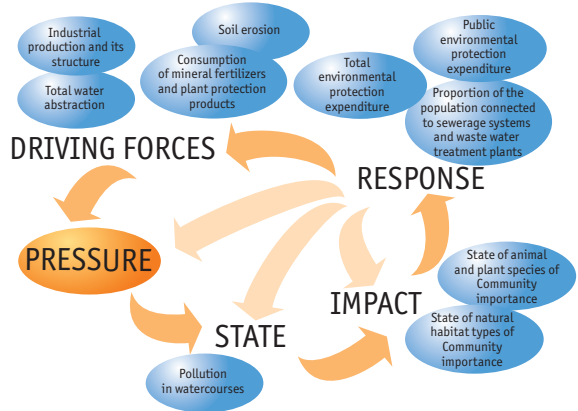 Industrial
production and its
structure
Total water
abstraction
Soil erosion
Consumption
of mineral fertilizers
and plant protection
products
Total
environmental
protection
expenditure
Public
environmental
protection
expenditure
Proportion of the
population connected
to sewerage systems
and waste water
treatment plants
DRIVING FORCES
RESPONSE
PRESSURE
State of animal
and plant species of
Community
importance
IMPACT
State of natural
habitat types of
Community
importance
STATE
Pollution
in watercourses